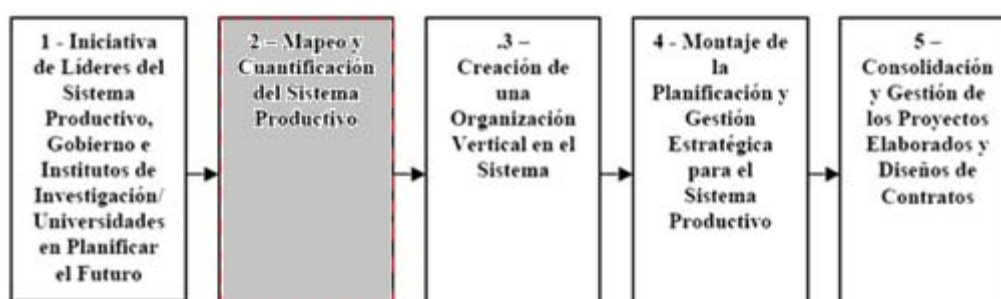 1 - Iniciativa
de Líderes del
Sistema
Productivo,
Gobierno e
Institutos de
Investigación/
Universidades
en Planificar
el Futuro
2 – Mapeo y
Cuantificación
del Sistema
Productivo
.3 –
Creación de
una
Organización
Vertical en el
Sistema
4 - Montaje de
la
Planificación y
Gestión
Estratégica
para el
Sistema
Productivo
5 –
Consolidación
y Gestión de
los Proyectos
Elaborados y
Diseños de
Contratos